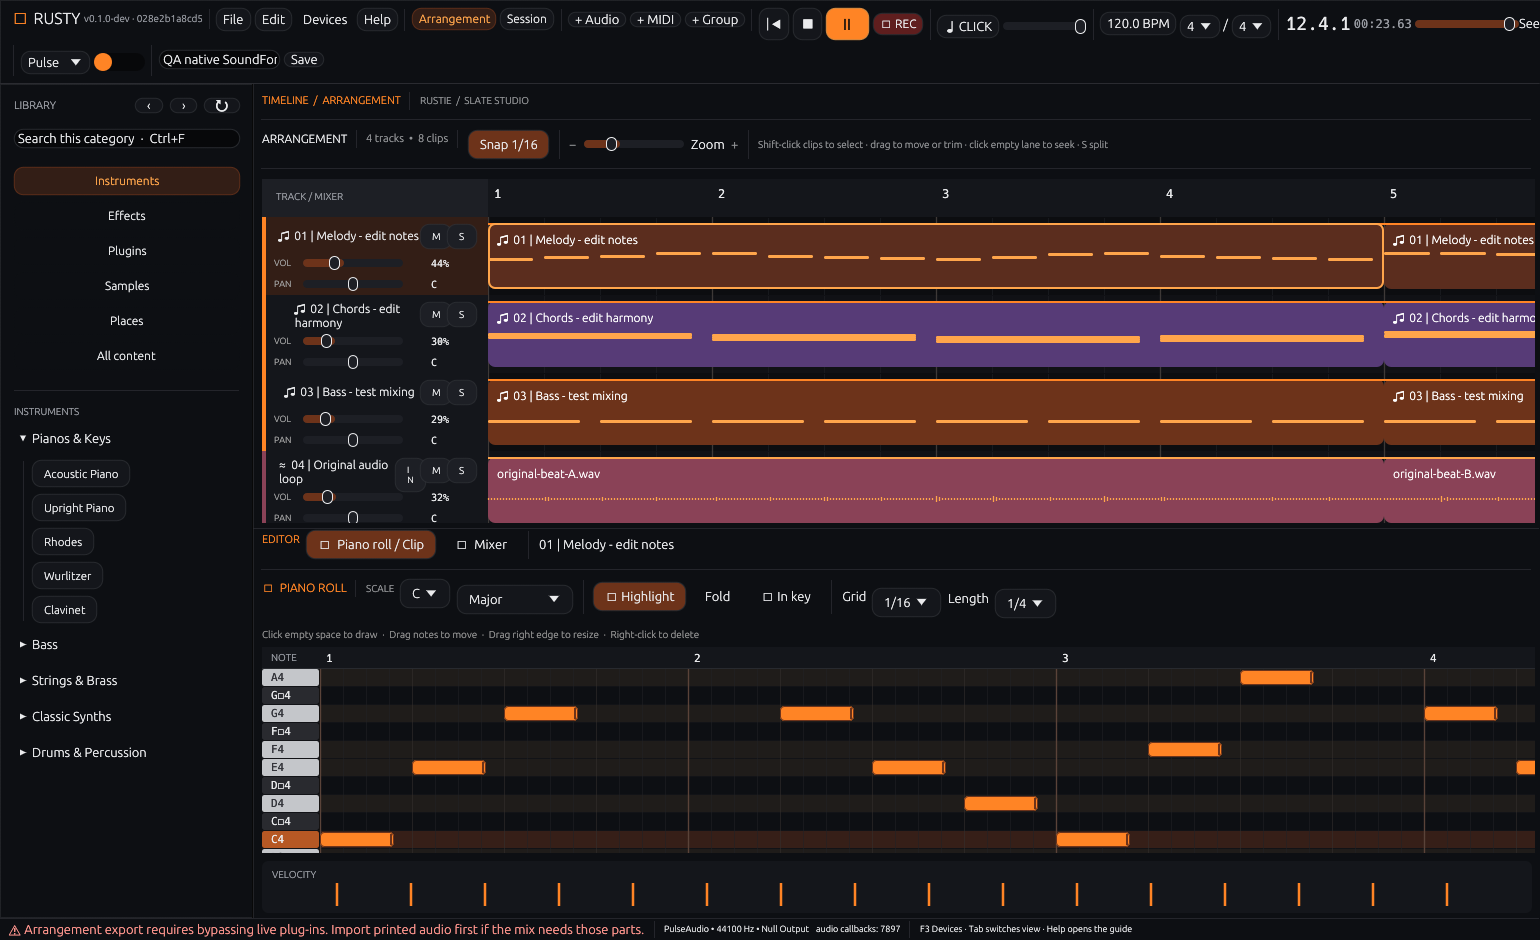 RUSTY v0.1.0-dev · 028e2b1a8cd5 File Edit Devices Help Arrangement Session + Audio + MIDI + Group REC CLICK 120.0 BPM 4 / 4 12.4.1 00:23.63 See
Pulse QA native SoundFor Save
LIBRARY ‹ › ↻
Search this category · Ctrl+F
Instruments
Effects
Plugins
Samples
Places
All content
INSTRUMENTS
Pianos & Keys
Acoustic Piano
Upright Piano
Rhodes
Wurlitzer
Clavinet
Bass
Strings & Brass
Classic Synths
Drums & Percussion
TIMELINE / ARRANGEMENT RUSTIE / SLATE STUDIO
ARRANGEMENT 4 tracks • 8 clips Snap 1/16 − Zoom + Shift-click clips to select · drag to move or trim · click empty lane to seek · S split
TRACK / MIXER 1 2 3 4 5
01 | Melody - edit notes M S
VOL 44%
PAN C
02 | Chords - edit harmony M S
VOL 30%
PAN C
03 | Bass - test mixing M S
VOL 29%
PAN C
≈ 04 | Original audio loop IN M S
VOL 32%
PAN C
01 | Melody - edit notes 01 | Melody - edit notes
02 | Chords - edit harmony 02 | Chords - edit harmo
03 | Bass - test mixing 03 | Bass - test mixing
original-beat-A.wav original-beat-B.wav
EDITOR Piano roll / Clip Mixer 01 | Melody - edit notes
PIANO ROLL SCALE C Major Highlight Fold In key Grid 1/16 Length 1/4
Click empty space to draw · Drag notes to move · Drag right edge to resize · Right-click to delete
NOTE 1 2 3 4
A4
G□4
G4
F□4
F4
E4
D□4
D4
C□4
C4
VELOCITY
⚠ Arrangement export requires bypassing live plug-ins. Import printed audio first if the mix needs those parts. PulseAudio • 44100 Hz • Null Output audio callbacks: 7897 F3 Devices · Tab switches view · Help opens the guide